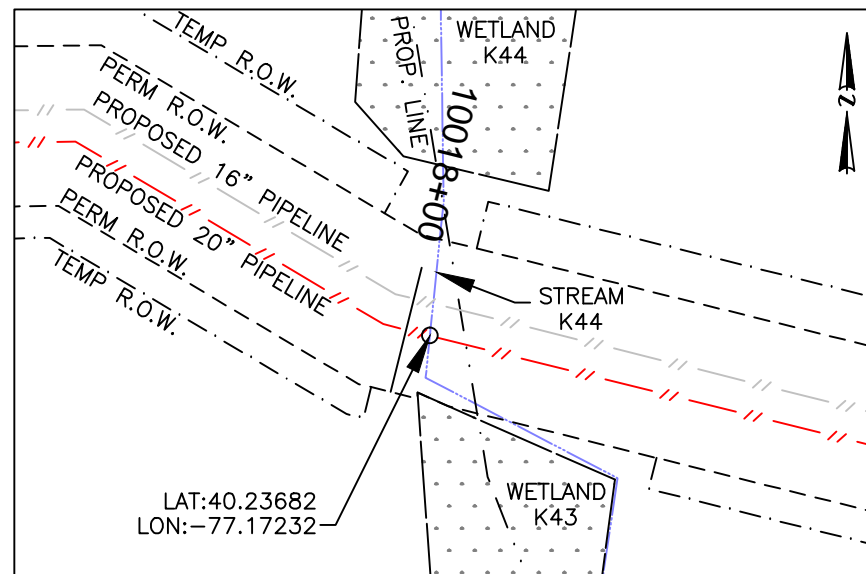 TEMP R.O.W.
PERM R.O.W.
PROPOSED 16" PIPELINE
PROPOSED 20" PIPELINE
PERM R.O.W.
TEMP R.O.W.
PROP. LINE
10018+00
WETLAND
K44
N
STREAM
K44
WETLAND
K43
LAT:40.23682
LON:-77.17232